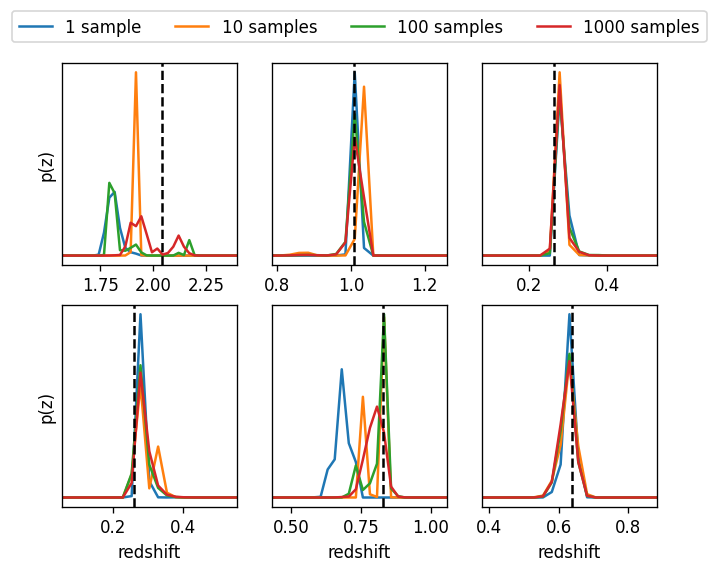 1 sample 10 samples 100 samples 1000 samples
p(z)
1.75 2.00 2.25 0.8 1.0 1.2 0.2 0.4
p(z)
0.2 0.4 0.50 0.75 1.00 0.4 0.6 0.8
redshift redshift redshift